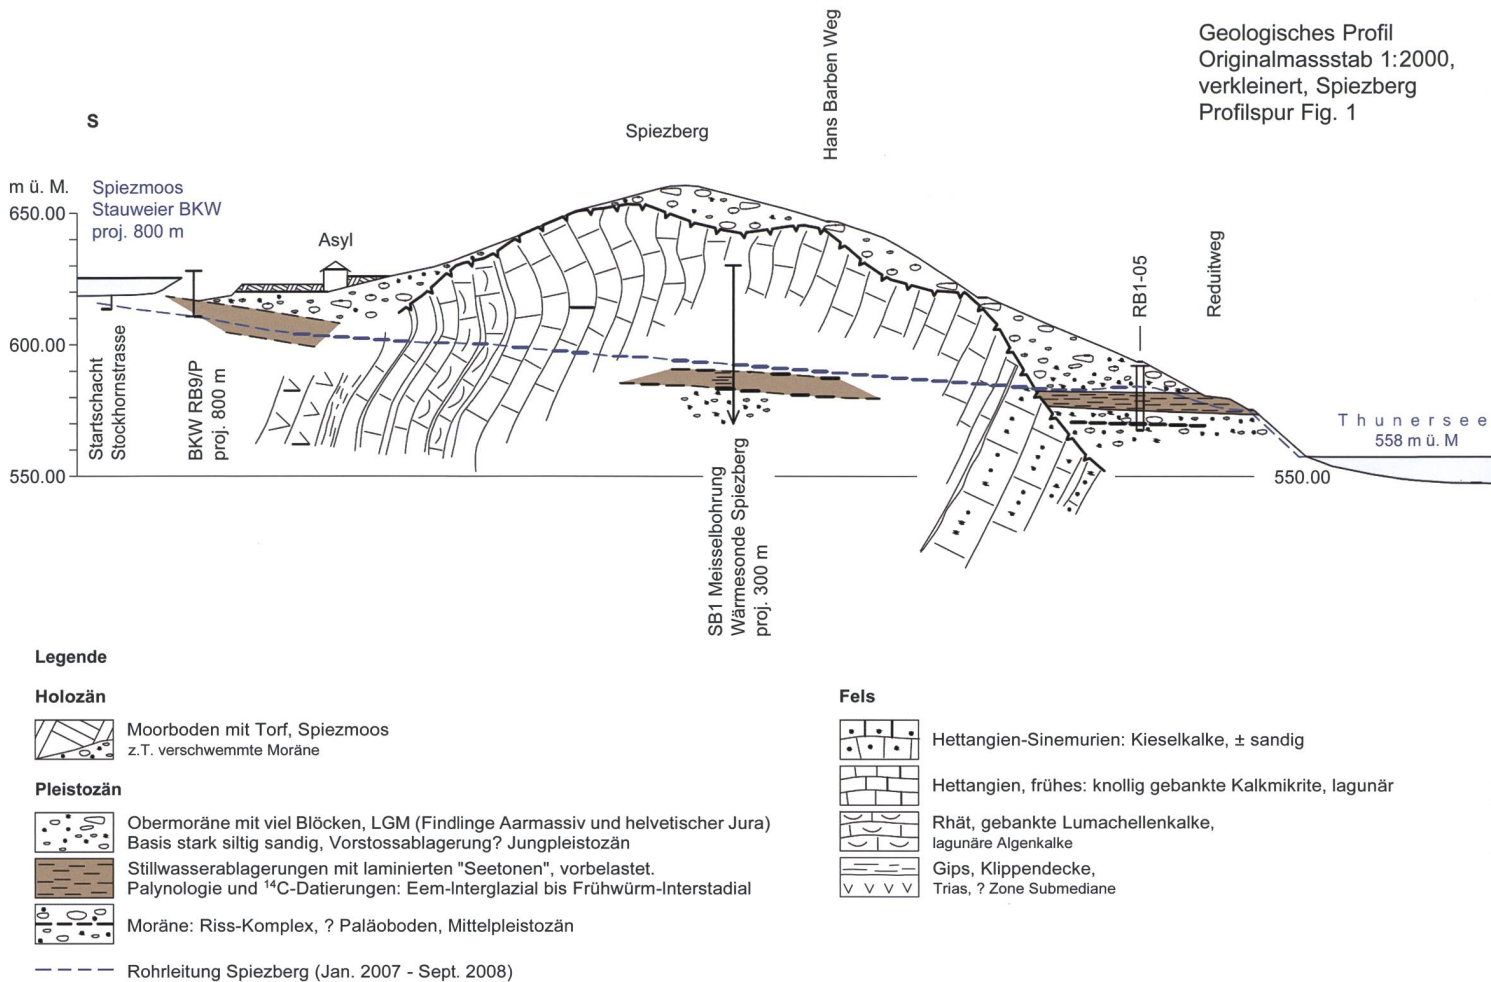 Geologisches Profil
Originalmassstab 1:2000,
verkleinert, Spiezberg
Profilspur Fig. 1
S
Spiezberg
Hans Barben Weg
m ü. M.
650.00
600.00
550.00
Spiezmoos
Stauweier BKW
proj. 800 m
Asyl
Startschacht
Stockhornstrasse
BKW RB9/P
proj. 800 m
SB1 Meisselbohrung
Wärmesonde Spiezberg
proj. 300 m
RB1-05
Reduitweg
Thunersee
558 m ü. M
550.00
Legende
Holozän
Moorboden mit Torf, Spiezmoos
z.T. verschwemmte Moräne
Pleistozän
Obermoräne mit viel Blöcken, LGM (Findlinge Aarmassiv und helvetischer Jura)
Basis stark siltig sandig, Vorstossablagerung? Jungpleistozän
Stillwasserablagerungen mit laminierten "Seetonen", vorbelastet.
Palynologie und ¹⁴C-Datierungen: Eem-Interglazial bis Frühwürm-Interstadial
Moräne: Riss-Komplex, ? Paläoboden, Mittelpleistozän
Rohrleitung Spiezberg (Jan. 2007 - Sept. 2008)
Fels
Hettangien-Sinemurien: Kieselkalke, ± sandig
Hettangien, frühes: knollig gebankte Kalkmikrite, lagunär
Rhät, gebankte Lumachellenkalke,
lagunäre Algenkalke
Gips, Klippendecke,
Trias, ? Zone Submediane